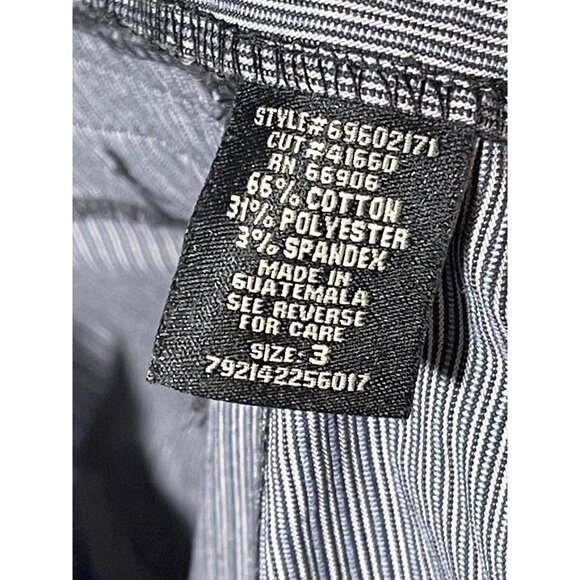 STYLE#69602171
CUT#41660
RN 66906
66% COTTON
31% POLYESTER
3% SPANDEX
MADE IN
GUATEMALA
SEE REVERSE
FOR CARE
SIZE: 3
792142256017